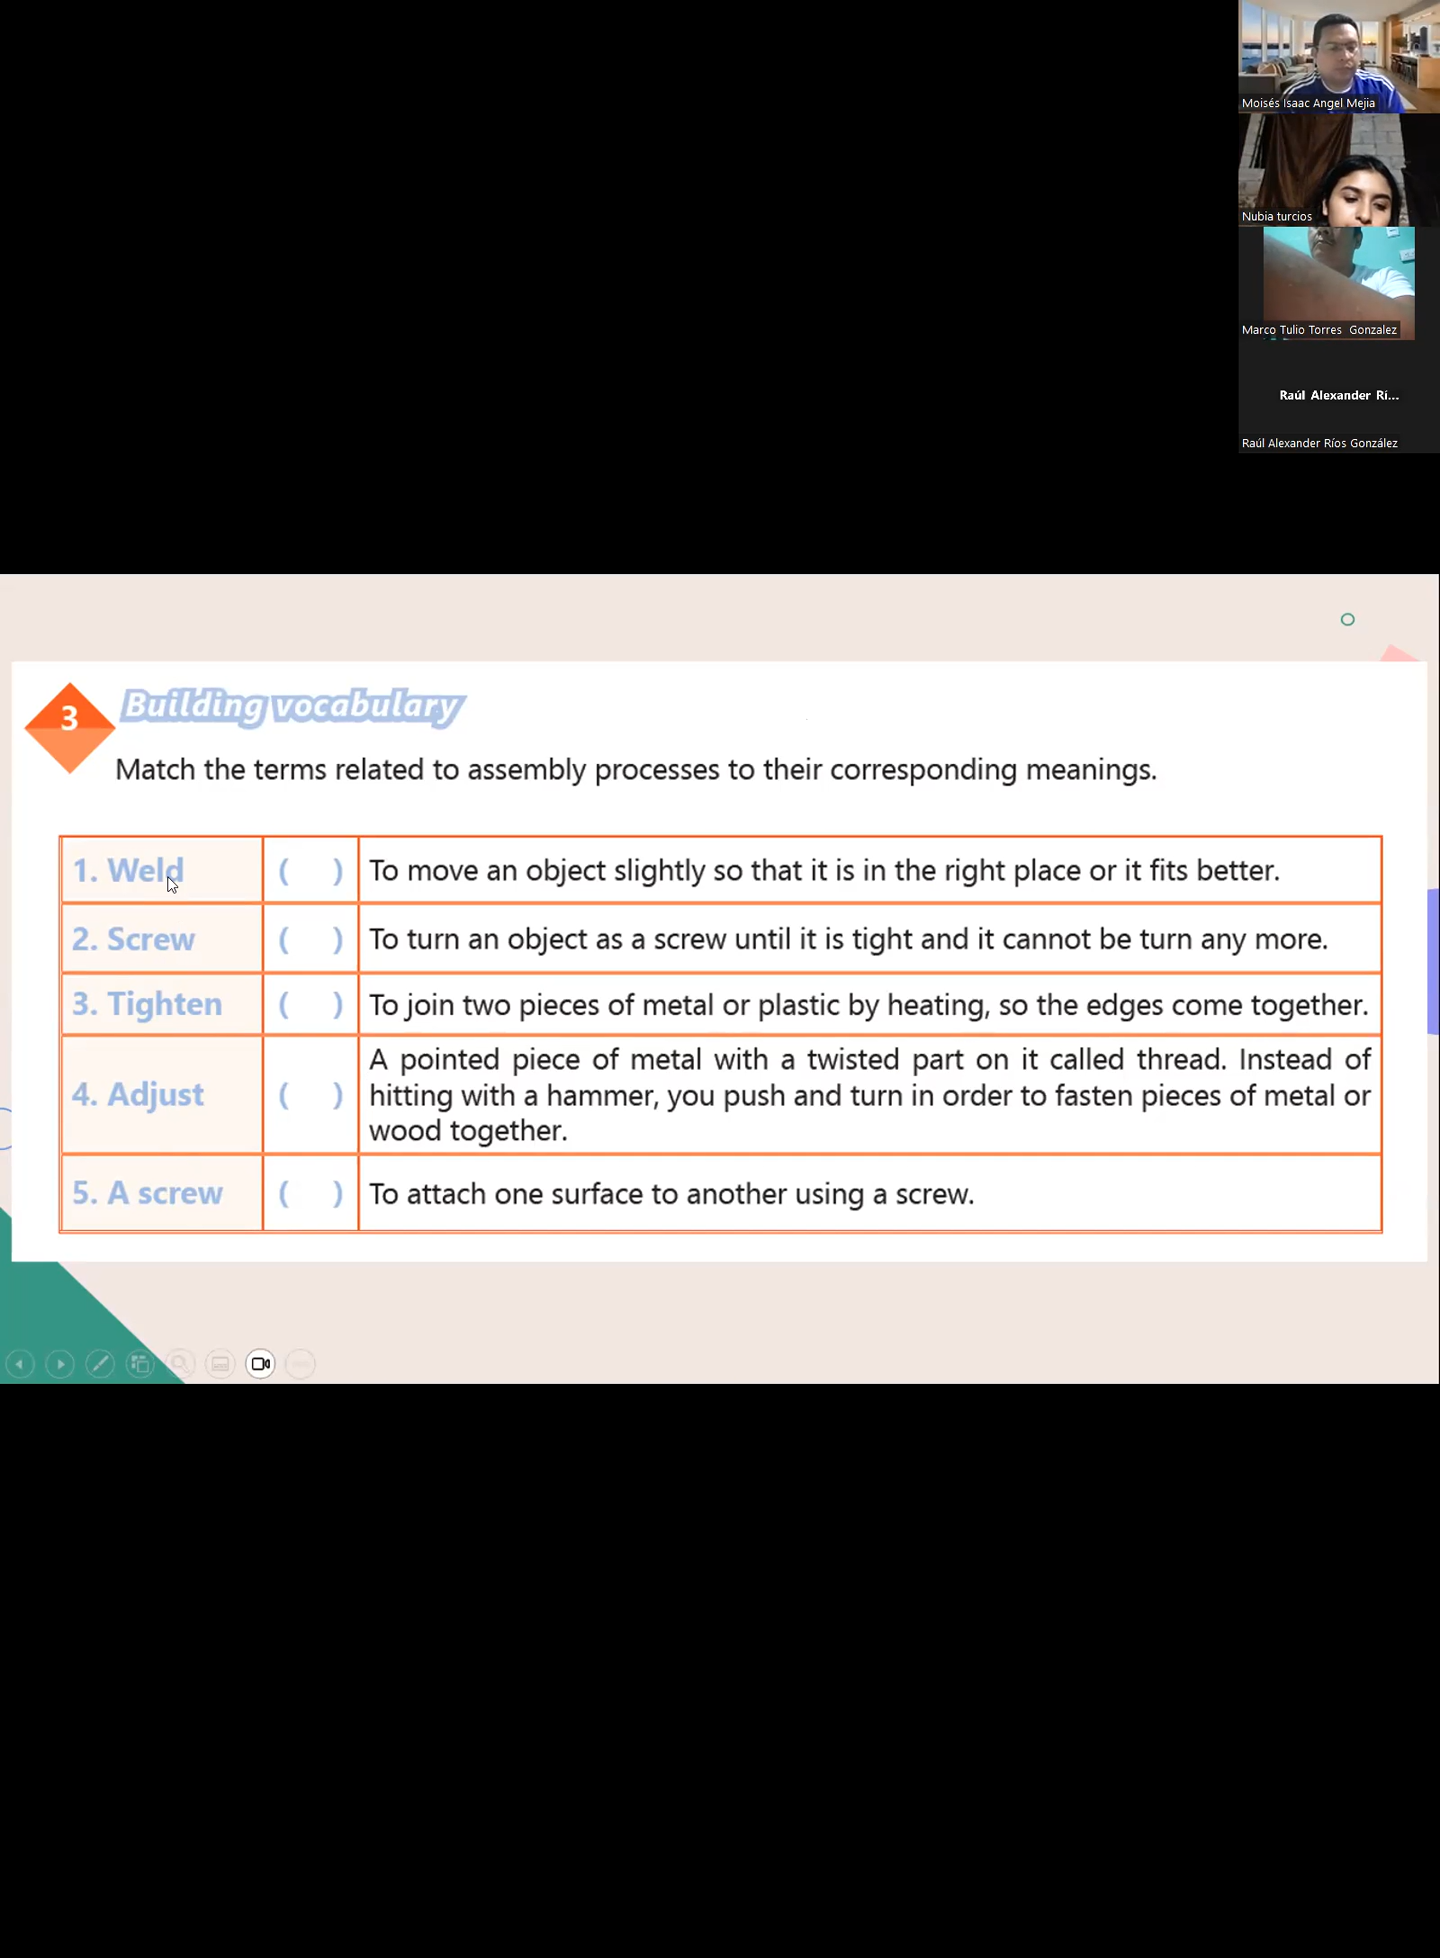 Moisés Isaac Angel Mejia
Nubia turcios
Marco Tulio Torres Gonzalez
Raúl Alexander Rí...
Raúl Alexander Ríos González
3
Building vocabulary
Match the terms related to assembly processes to their corresponding meanings.
1. Weld ( ) To move an object slightly so that it is in the right place or it fits better.
2. Screw ( ) To turn an object as a screw until it is tight and it cannot be turn any more.
3. Tighten ( ) To join two pieces of metal or plastic by heating, so the edges come together.
4. Adjust ( ) A pointed piece of metal with a twisted part on it called thread. Instead of
hitting with a hammer, you push and turn in order to fasten pieces of metal or
wood together.
5. A screw ( ) To attach one surface to another using a screw.